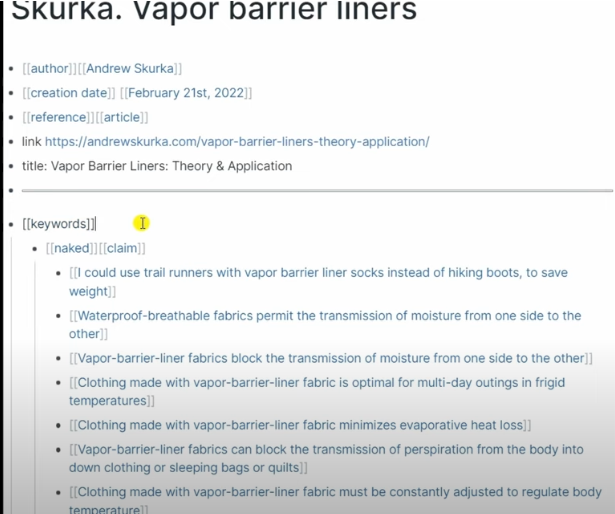 Skurka. Vapor barrier liners
[[author]][[Andrew Skurka]]
[[creation date]] [[February 21st, 2022]]
[[reference]][[article]]
link https://andrewskurka.com/vapor-barrier-liners-theory-application/
title: Vapor Barrier Liners: Theory & Application
[[keywords]]
[[naked]][[claim]]
[[I could use trail runners with vapor barrier liner socks instead of hiking boots, to save
weight]]
[[Waterproof-breathable fabrics permit the transmission of moisture from one side to the
other]]
[[Vapor-barrier-liner fabrics block the transmission of moisture from one side to the other]]
[[Clothing made with vapor-barrier-liner fabric is optimal for multi-day outings in frigid
temperatures]]
[[Clothing made with vapor-barrier-liner fabric minimizes evaporative heat loss]]
[[Vapor-barrier-liner fabrics can block the transmission of perspiration from the body into
down clothing or sleeping bags or quilts]]
[[Clothing made with vapor-barrier-liner fabric must be constantly adjusted to regulate body
temperature]]